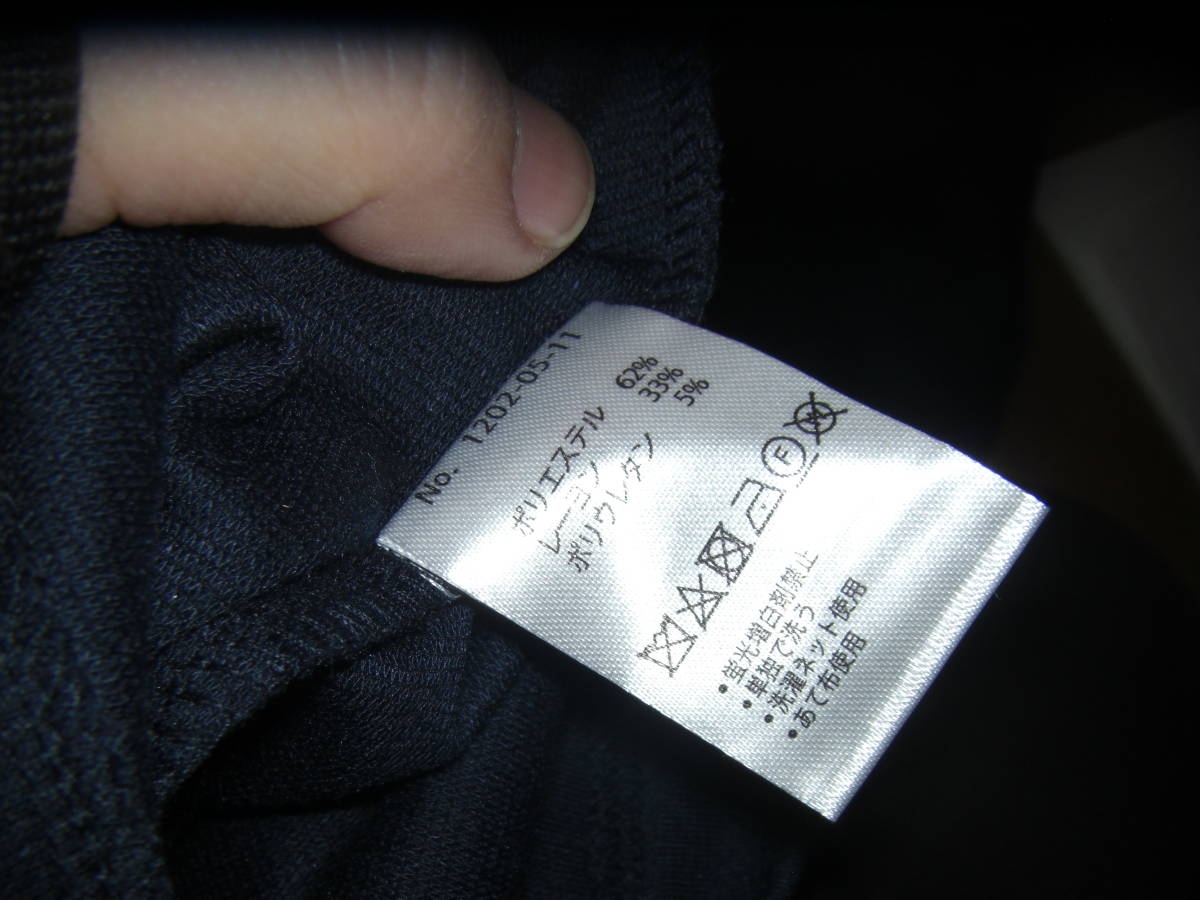 No. 1202-05-11
ポリエステル 62%
レーヨン 33%
ポリウレタン 5%
F W
・蛍光増白剤禁止
・単独で洗う
・洗濯ネット使用
・あて布使用